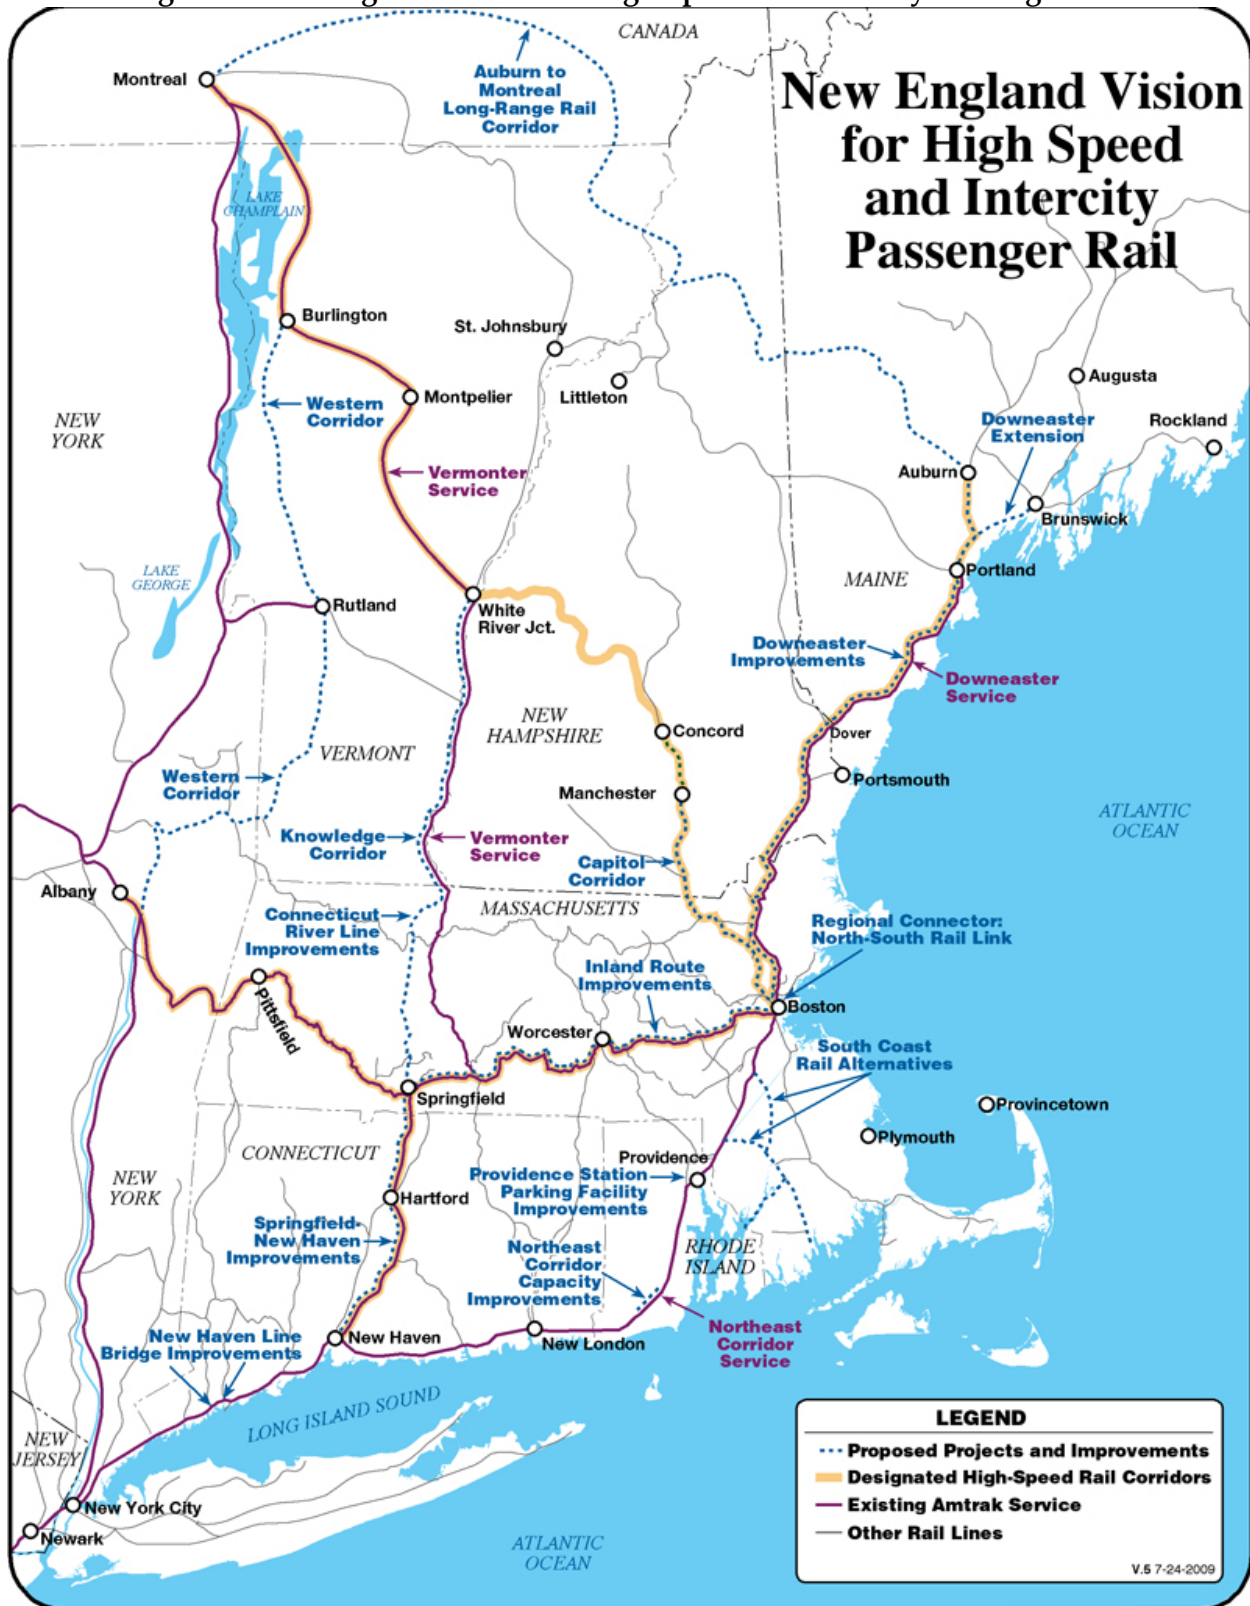 CANADA
New England Vision
for High Speed
and Intercity
Passenger Rail
Montreal
Auburn to
Montreal
Long-Range Rail
Corridor
LAKE
CHAMPLAIN
Burlington
St. Johnsbury
Littleton
Montpelier
Western
Corridor
Vermonter
Service
NEW
YORK
Augusta
Rockland
Downeaster
Extension
Auburn
Brunswick
LAKE
GEORGE
MAINE
Portland
Rutland
White
River Jct.
Downeaster
Improvements
Downeaster
Service
NEW
HAMPSHIRE
Concord
Dover
VERMONT
Western
Corridor
Manchester
Portsmouth
ATLANTIC
OCEAN
Knowledge
Corridor
Vermonter
Service
Capitol
Corridor
Albany
Connecticut
River Line
Improvements
MASSACHUSETTS
Regional Connector:
North-South Rail Link
Inland Route
Improvements
Pittsfield
Worcester
Boston
South Coast
Rail Alternatives
Springfield
Provincetown
Plymouth
CONNECTICUT
Providence
NEW
YORK
Providence Station
Parking Facility
Improvements
Hartford
Springfield-
New Haven
Improvements
Northeast
Corridor
Capacity
Improvements
RHODE
ISLAND
New Haven Line
Bridge Improvements
New Haven
New London
Northeast
Corridor
Service
LONG ISLAND SOUND
NEW
JERSEY
New York City
Newark
ATLANTIC
OCEAN
LEGEND
Proposed Projects and Improvements
Designated High-Speed Rail Corridors
Existing Amtrak Service
Other Rail Lines
V.5 7-24-2009